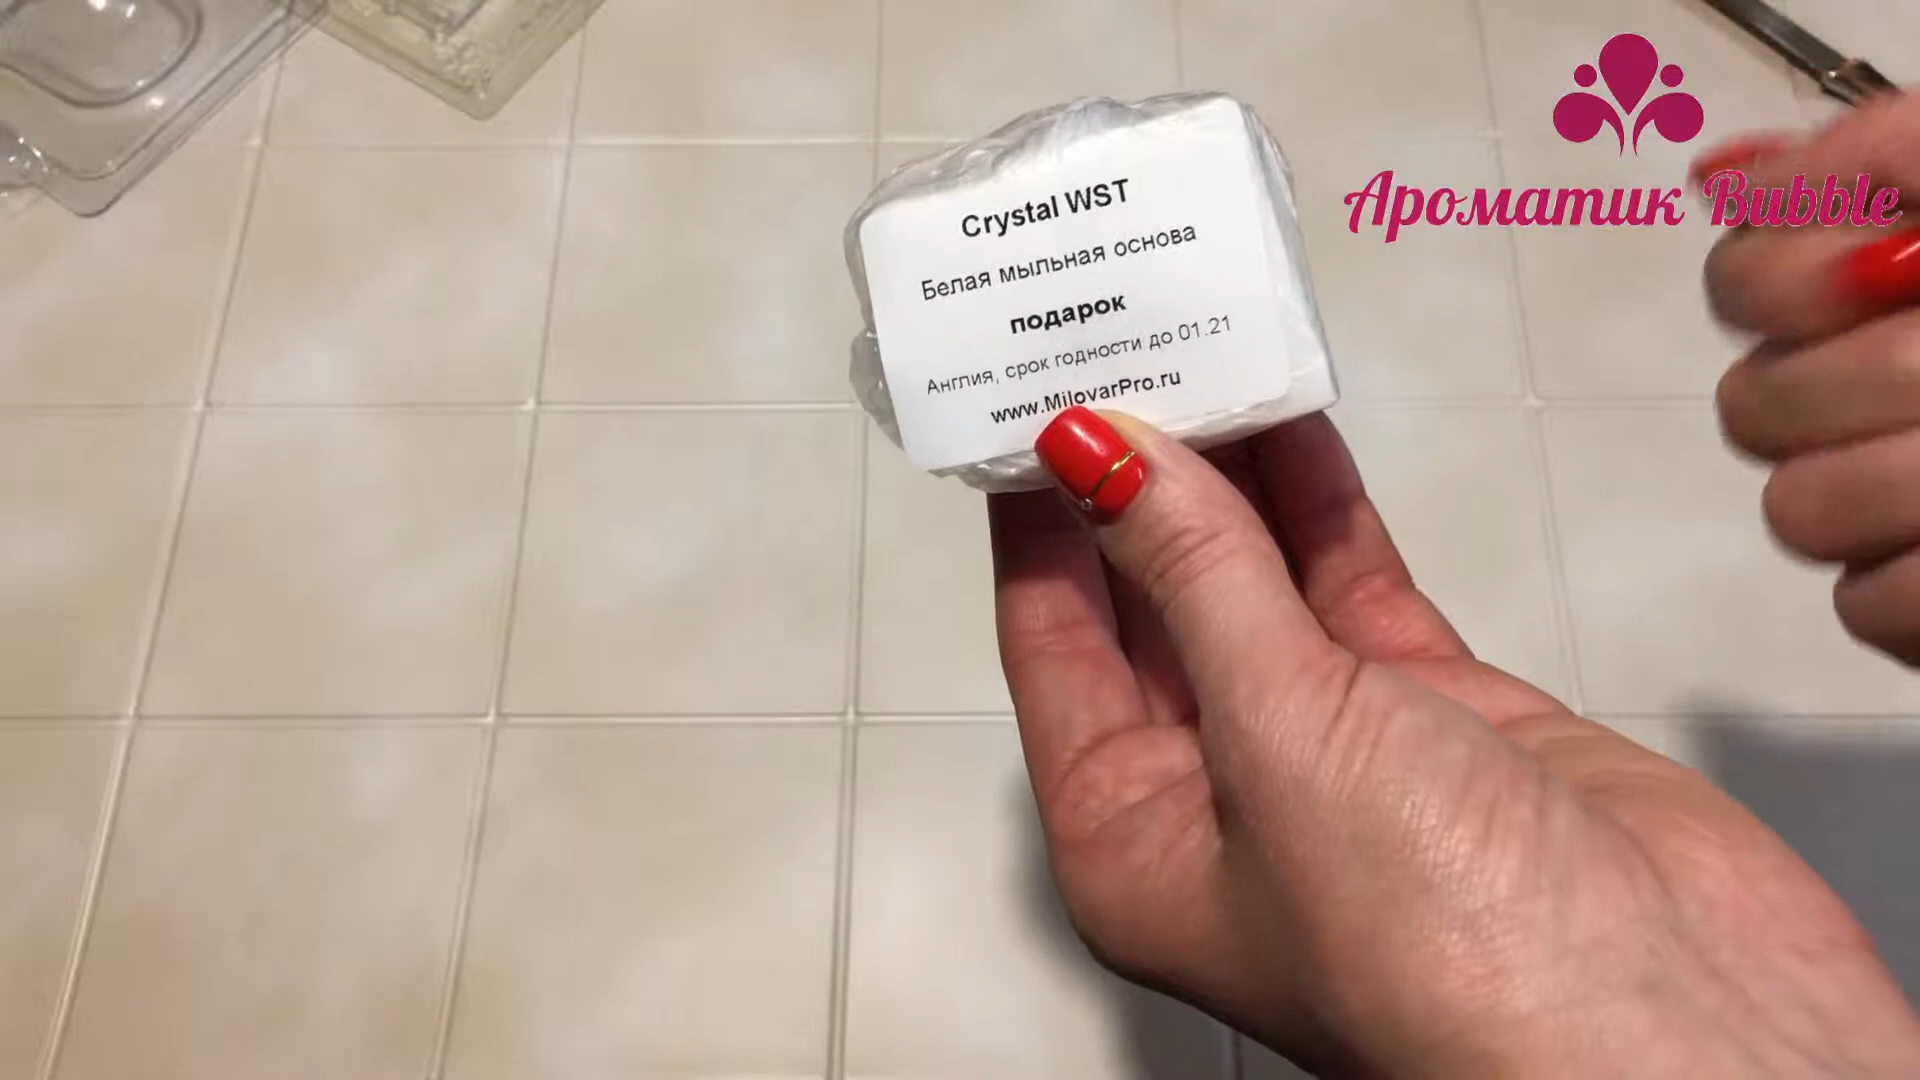 Ароматик Bubble
Crystal WST
Белая мыльная основа
подарок
Англия, срок годности до 01.21
www.MilovarPro.ru